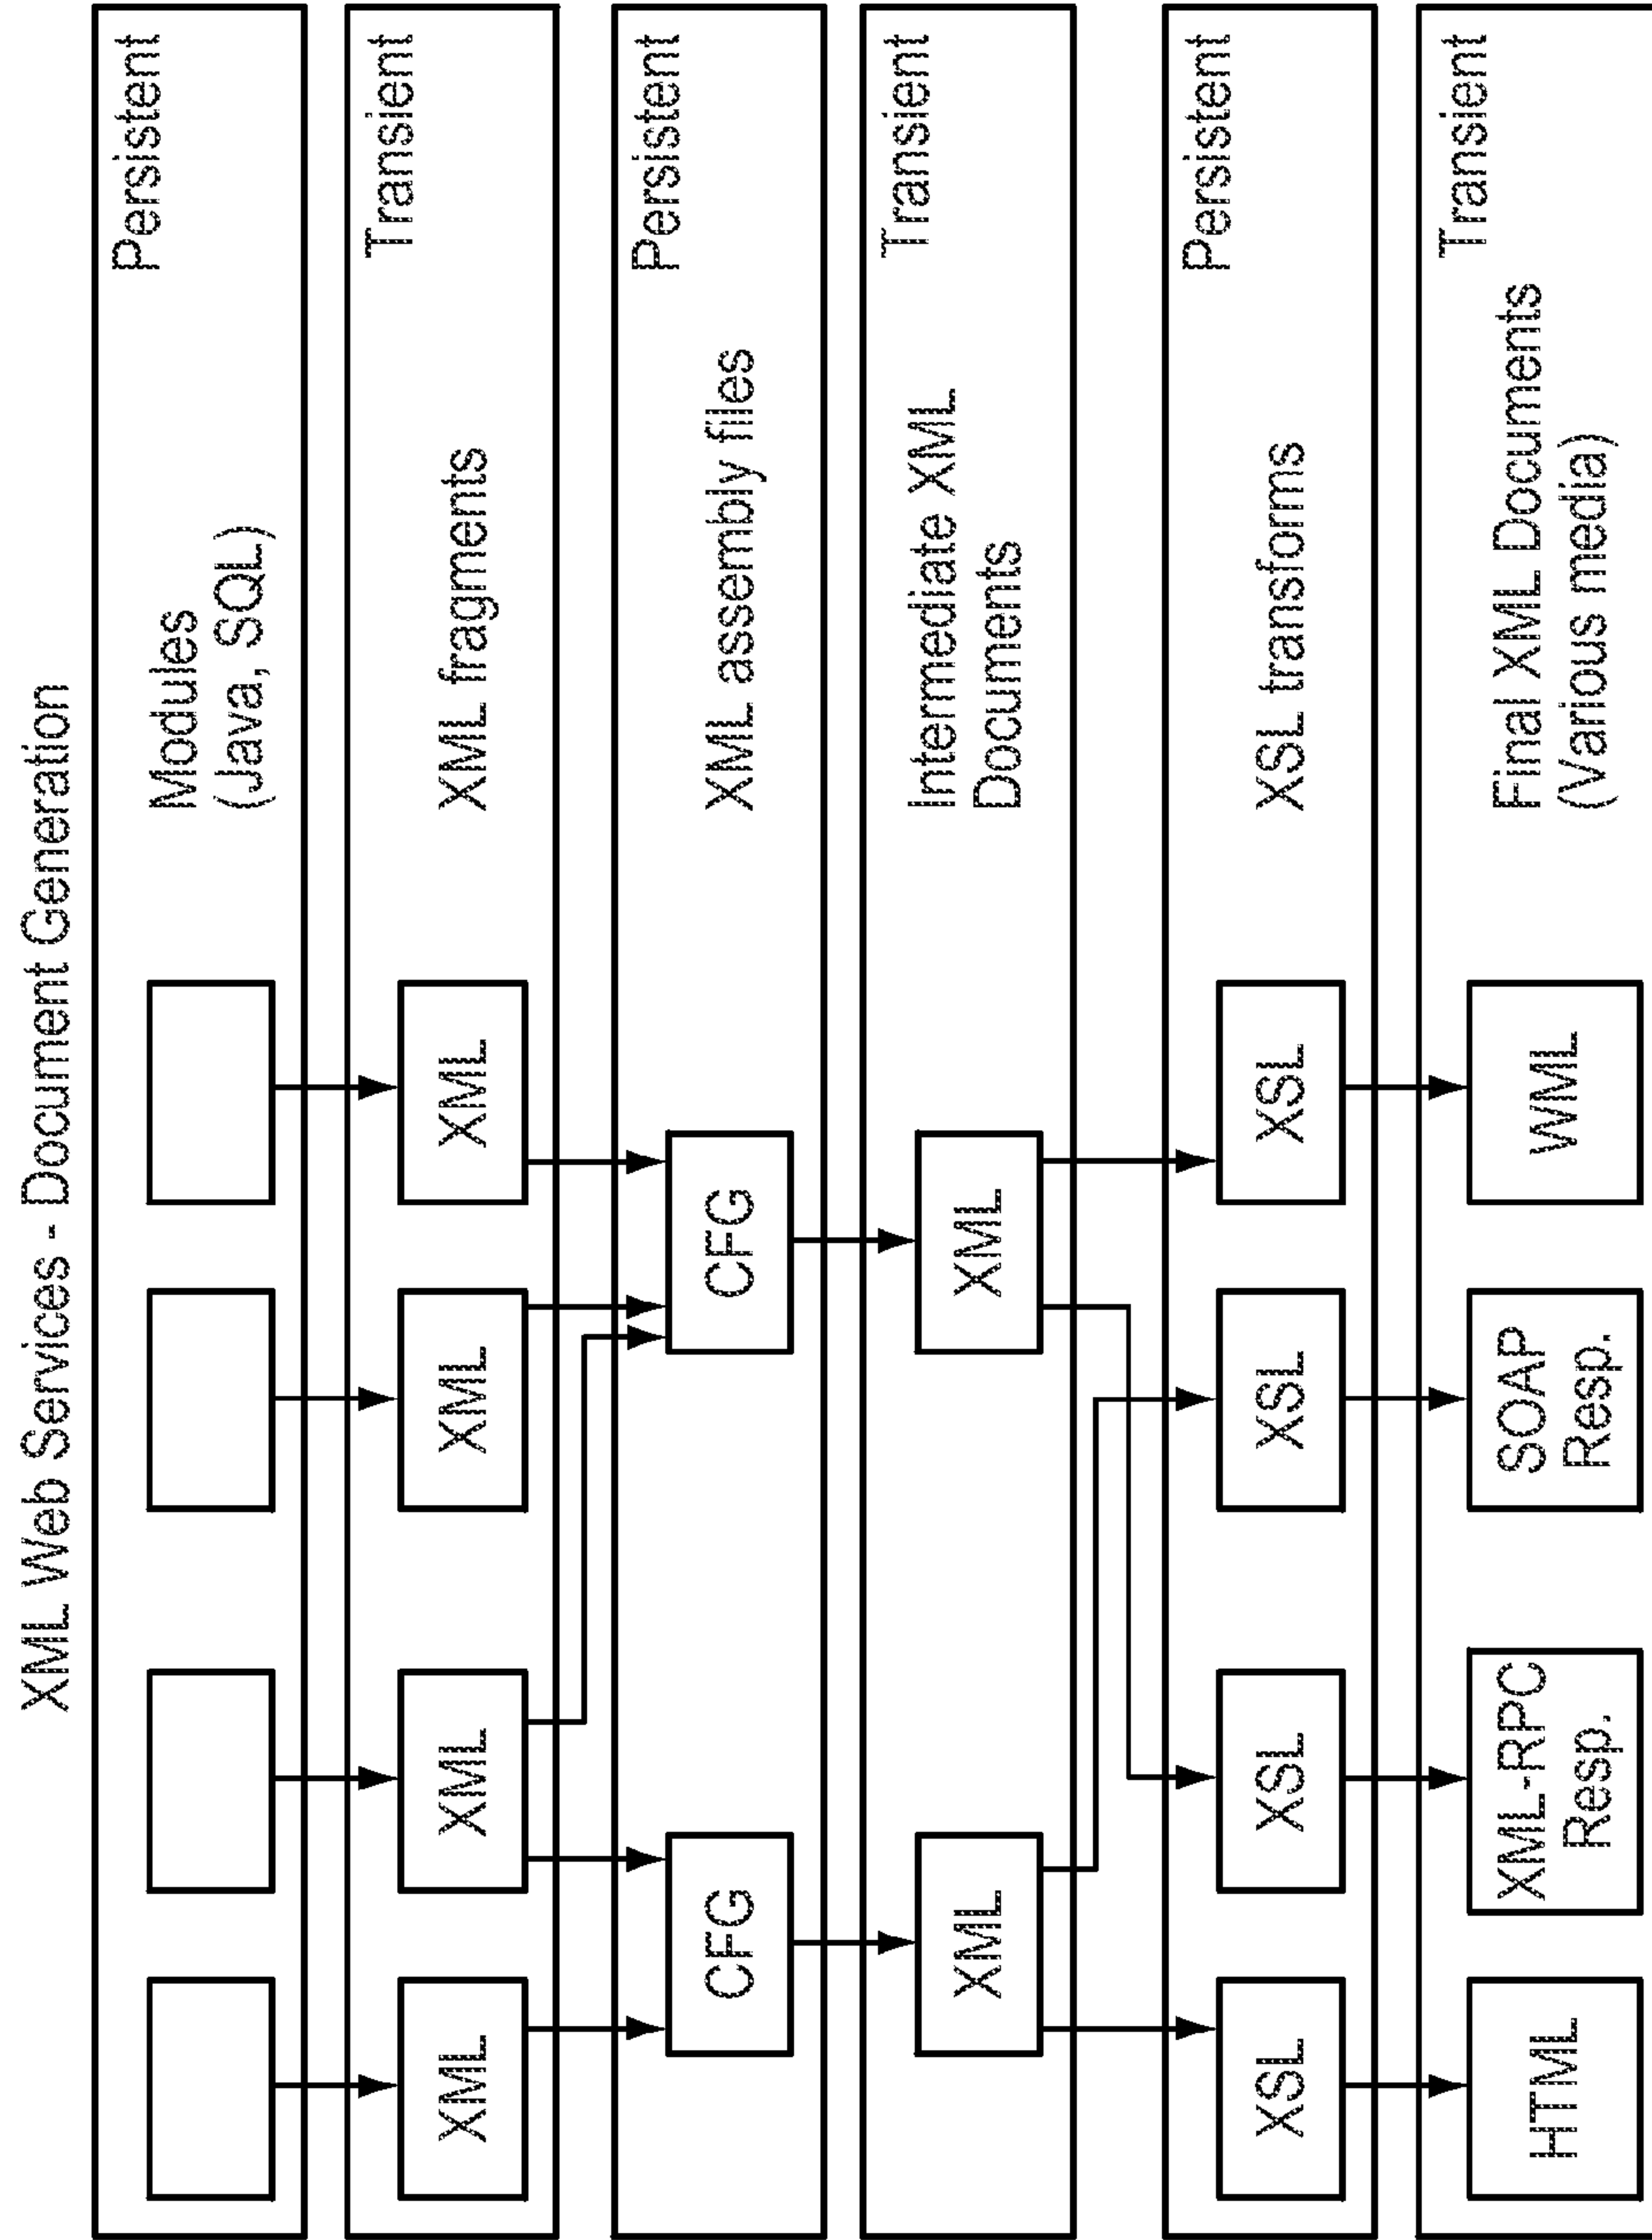 XML Web Services - Document Generation
Persistent
Modules
(Java, SQL)
Transient
XML
XML
XML
XML
XML fragments
Persistent
CFG
CFG
XML assembly files
Transient
XML
XML
Intermediate XML
Documents
Persistent
XSL
XSL
XSL
XSL
XSL transforms
Transient
HTML
XML-RPC
Resp.
SOAP
Resp.
WML
Final XML Documents
(Various media)